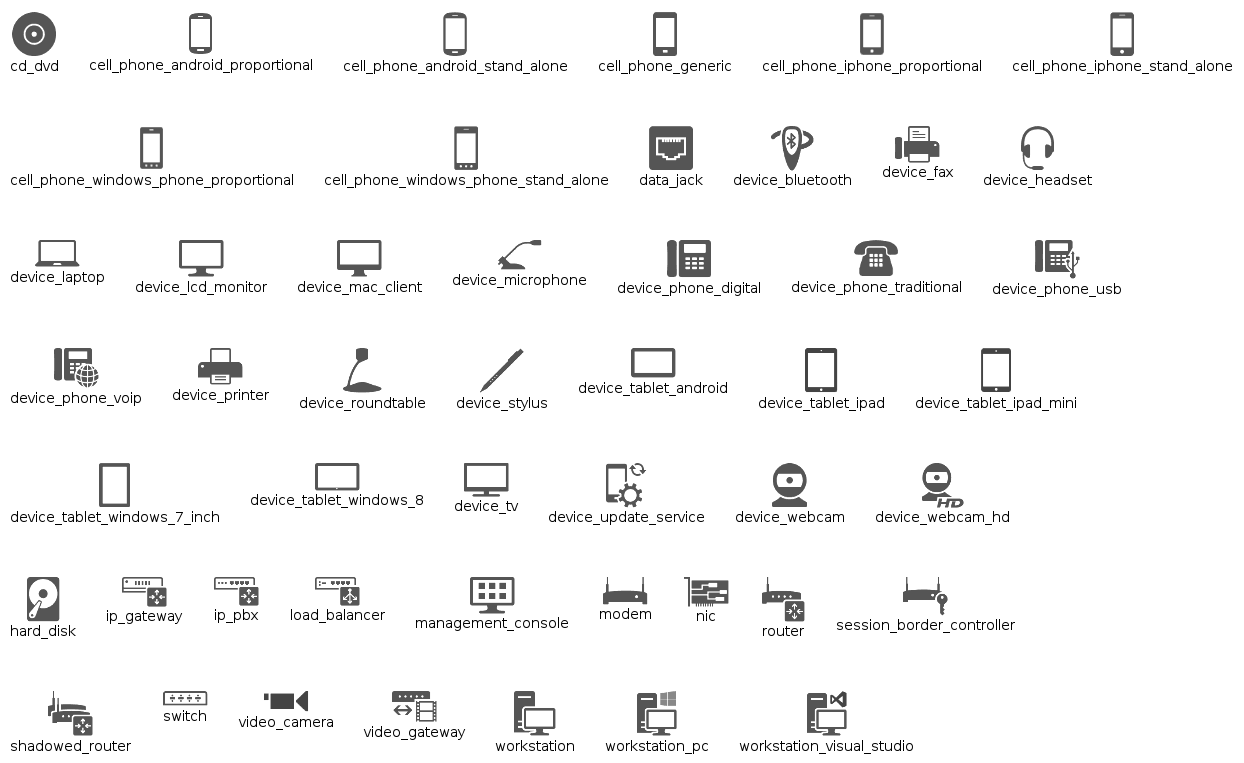 cd_dvd cell_phone_android_proportional cell_phone_android_stand_alone cell_phone_generic cell_phone_iphone_proportional cell_phone_iphone_stand_alone
cell_phone_windows_phone_proportional cell_phone_windows_phone_stand_alone data_jack device_bluetooth device_fax device_headset
device_laptop device_lcd_monitor device_mac_client device_microphone device_phone_digital device_phone_traditional device_phone_usb
device_phone_voip device_printer device_roundtable device_stylus device_tablet_android device_tablet_ipad device_tablet_ipad_mini
HD
device_tablet_windows_7_inch device_tablet_windows_8 device_tv device_update_service device_webcam device_webcam_hd
hard_disk ip_gateway ip_pbx load_balancer management_console modem nic router session_border_controller
shadowed_router switch video_camera video_gateway workstation workstation_pc workstation_visual_studio